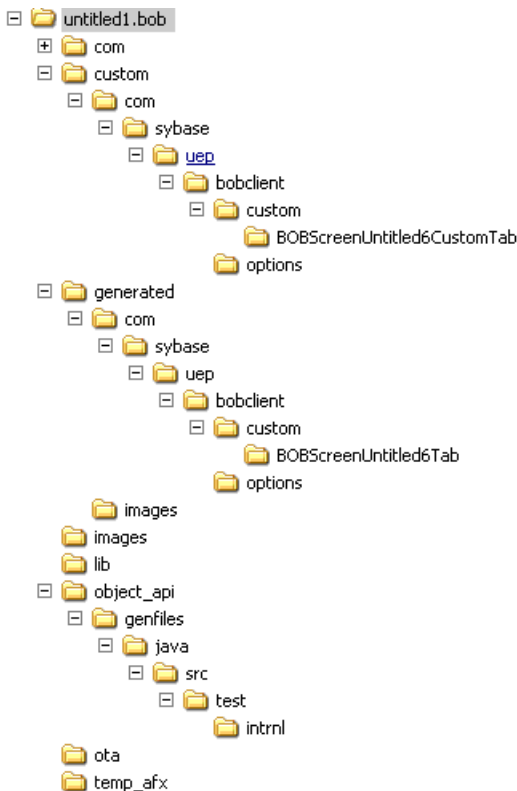 untitled1.bob
com
custom
com
sybase
uep
bobclient
custom
BOBScreenUntitled6CustomTab
options
generated
com
sybase
uep
bobclient
custom
BOBScreenUntitled6Tab
options
images
images
lib
object_api
genfiles
java
src
test
intrnl
ota
temp_afx